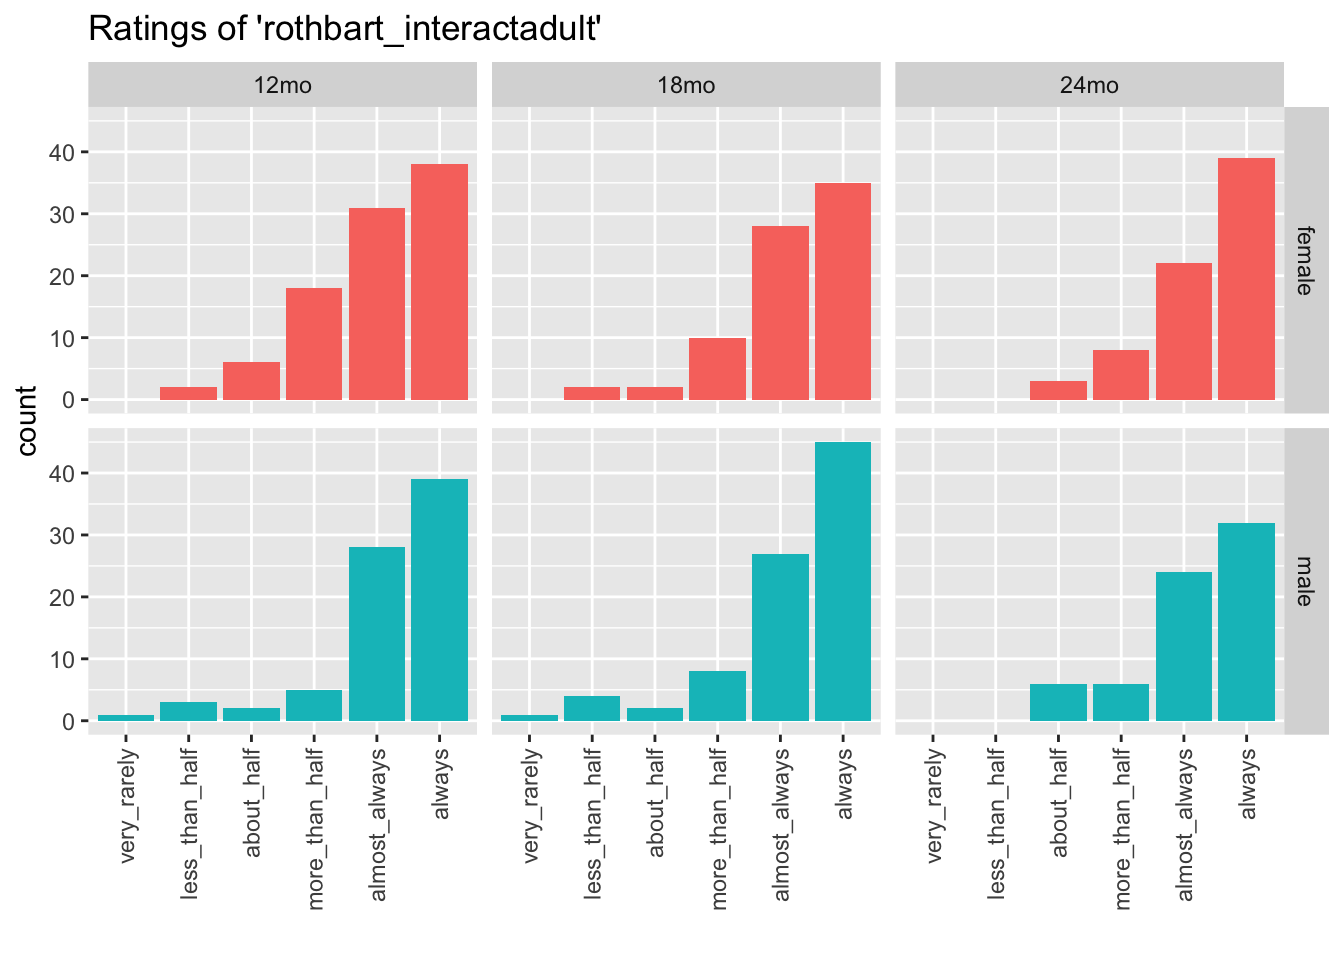 Ratings of 'rothbart_interactadult'
12mo 18mo 24mo
40
30
20
10
0
female
count
40
30
20
10
0
male
very_rarely
less_than_half
about_half
more_than_half
almost_always
always
very_rarely
less_than_half
about_half
more_than_half
almost_always
always
very_rarely
less_than_half
about_half
more_than_half
almost_always
always